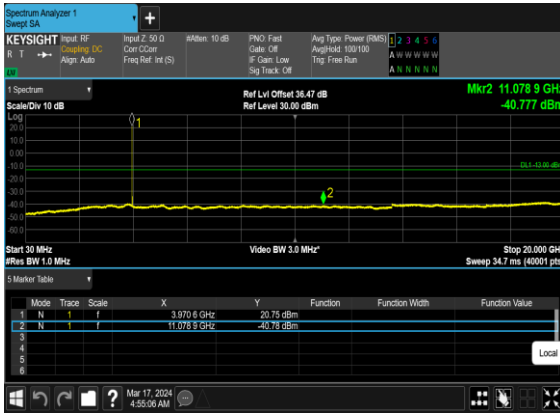 Spectrum Analyzer 1
Swept SA
+
KEYSIGHT
R T
Input: RF
Coupling: DC
Align: Auto
Input Z: 50 Ω
Corr CCorr
Freq Ref: Int (S)
#Atten: 10 dB
PNO: Fast
Gate: Off
IF Gain: Low
Sig Track: Off
Avg Type: Power (RMS)
Avg|Hold: 100/100
Trig: Free Run
1 2 3 4 5 6
A W W W W W
A N N N N N
1 Spectrum
Scale/Div 10 dB
Ref Lvl Offset 36.47 dB
Ref Level 30.00 dBm
Mkr2 11.078 9 GHz
-40.777 dBm
Log
20.0
10.0
0.00
-10.0
-20.0
-30.0
-40.0
-50.0
-60.0
1
2
DL1 -13.00 dBm
Start 30 MHz
#Res BW 1.0 MHz
Video BW 3.0 MHz*
Stop 20.000 GH
Sweep 34.7 ms (40001 pts
5 Marker Table
Mode Trace Scale X Y Function Function Width Function Value
1 N 1 f 3.970 6 GHz 20.75 dBm
2 N 1 f 11.078 9 GHz -40.78 dBm
3
4
5
6
Local
?
Mar 17, 2024
4:55:06 AM